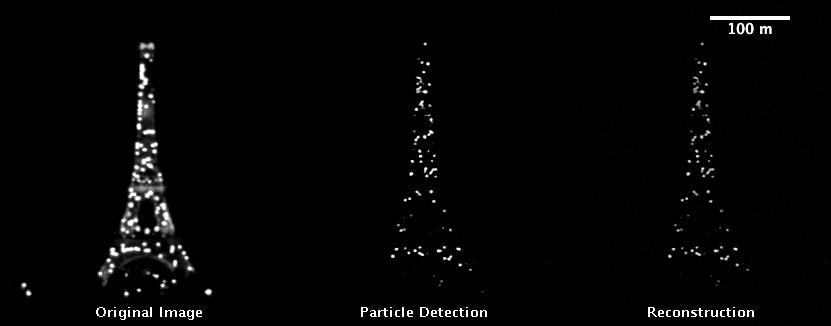 100 m
Original Image
Particle Detection
Reconstruction